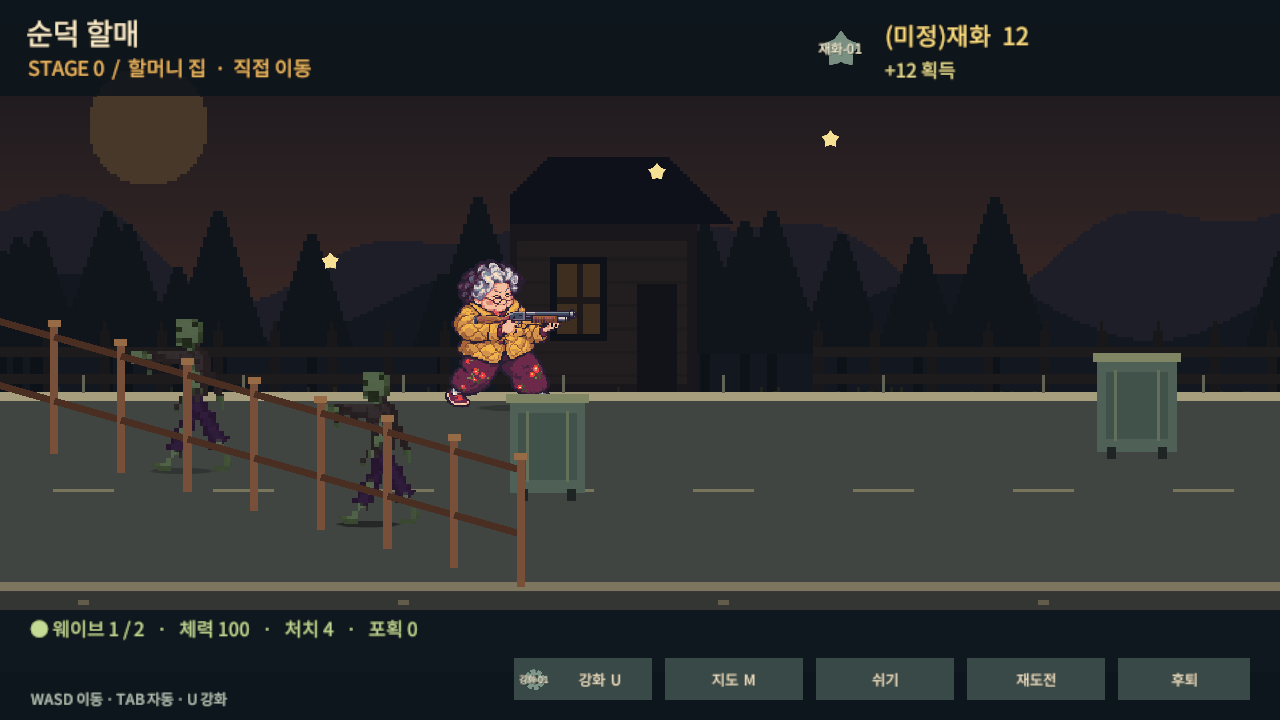 순덕 할매
STAGE 0 / 할머니 집 · 직접 이동
재화-01
(미정)재화 12
+12 획득
웨이브 1 / 2 · 체력 100 · 처치 4 · 포획 0
WASD 이동 · TAB 자동 · U 강화
강화-01
강화 U
지도 M
쉬기
재도전
후퇴